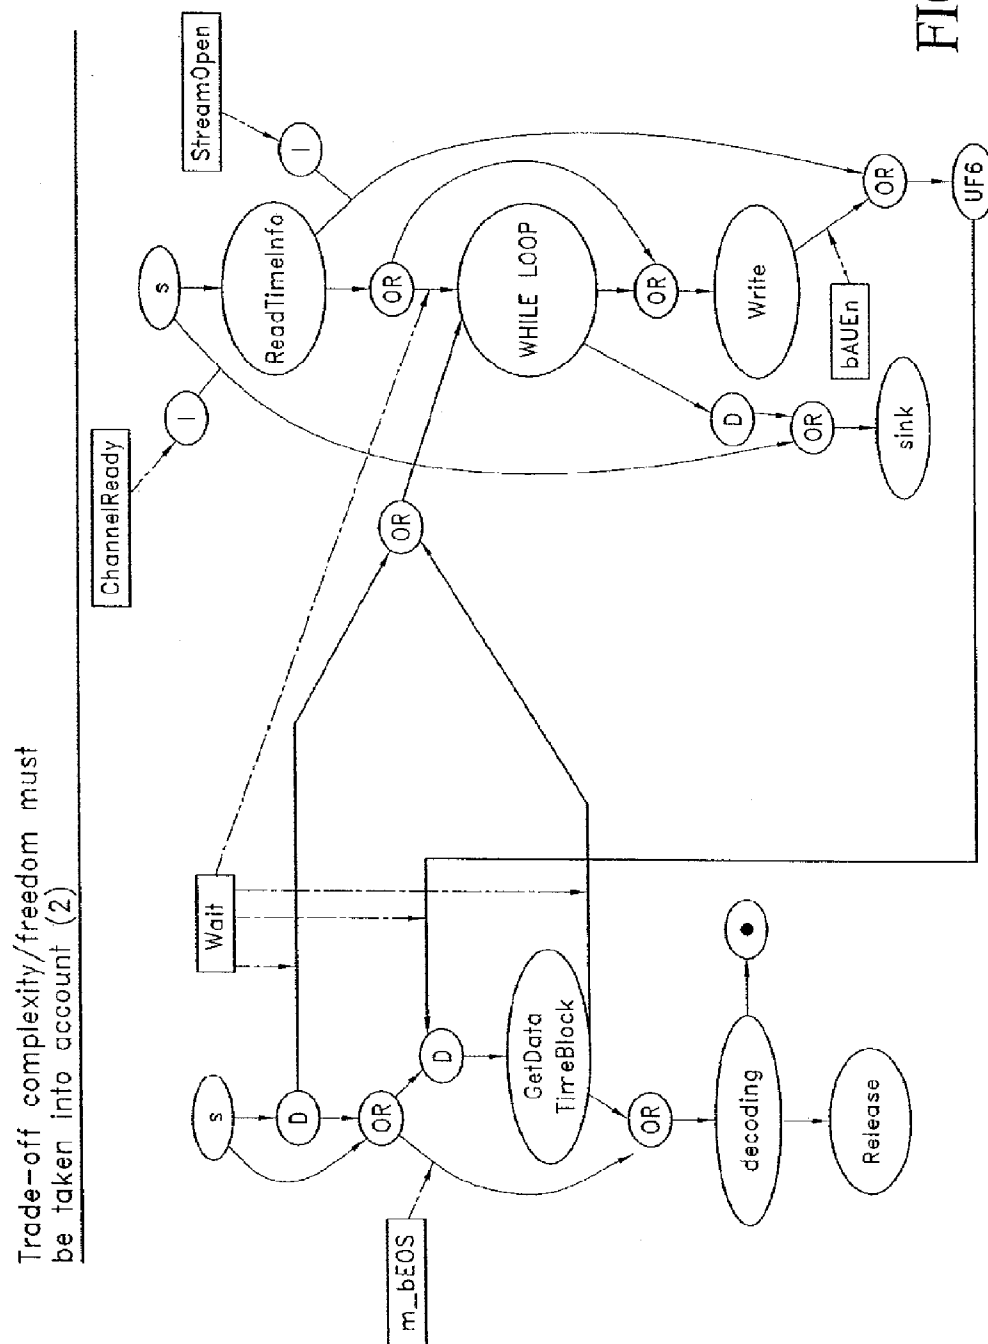 Trade-off complexity/freedom must
be taken into account (2)
StreamOpen
ChannelReady
I
I
s
ReadTimeInfo
OR
WHILE LOOP
OR
Write
bAUEn
OR
UF6
D
OR
sink
OR
Wait
s
D
OR
D
GetData
TimeBlock
m_bEOS
OR
decoding
Release